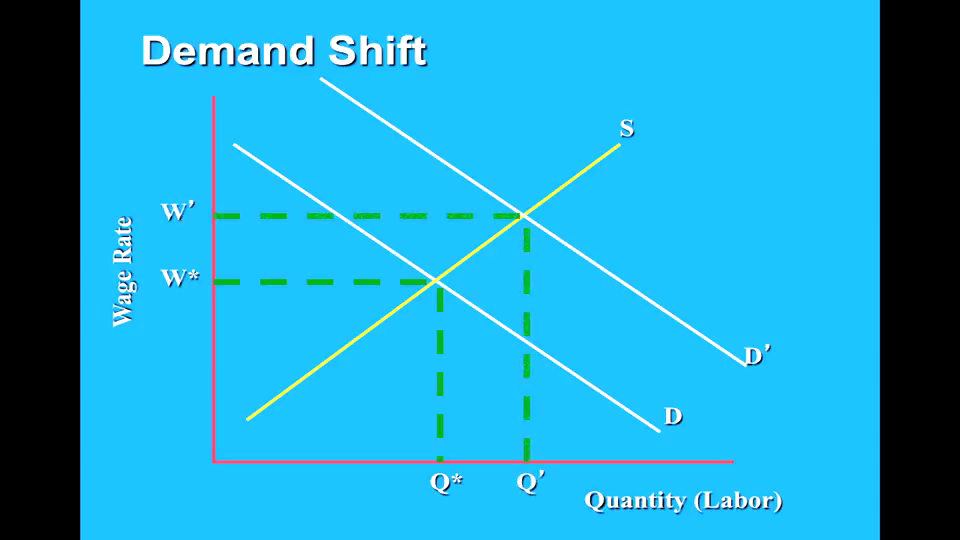 Demand Shift
S
W′
Wage Rate
W*
D′
D
Q*
Q′
Quantity (Labor)